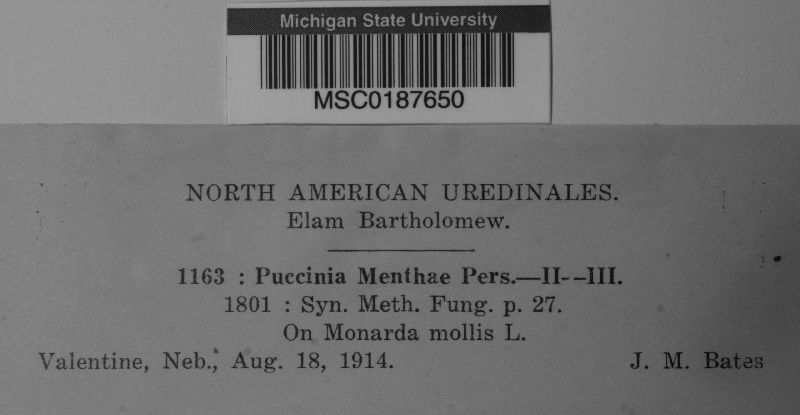 Michigan State University
MSC0187650
NORTH AMERICAN UREDINALES.
Elam Bartholomew.
1163 : Puccinia Menthae Pers.—II--III.
1801 : Syn. Meth. Fung. p. 27.
On Monarda mollis L.
Valentine, Neb., Aug. 18, 1914. J. M. Bates